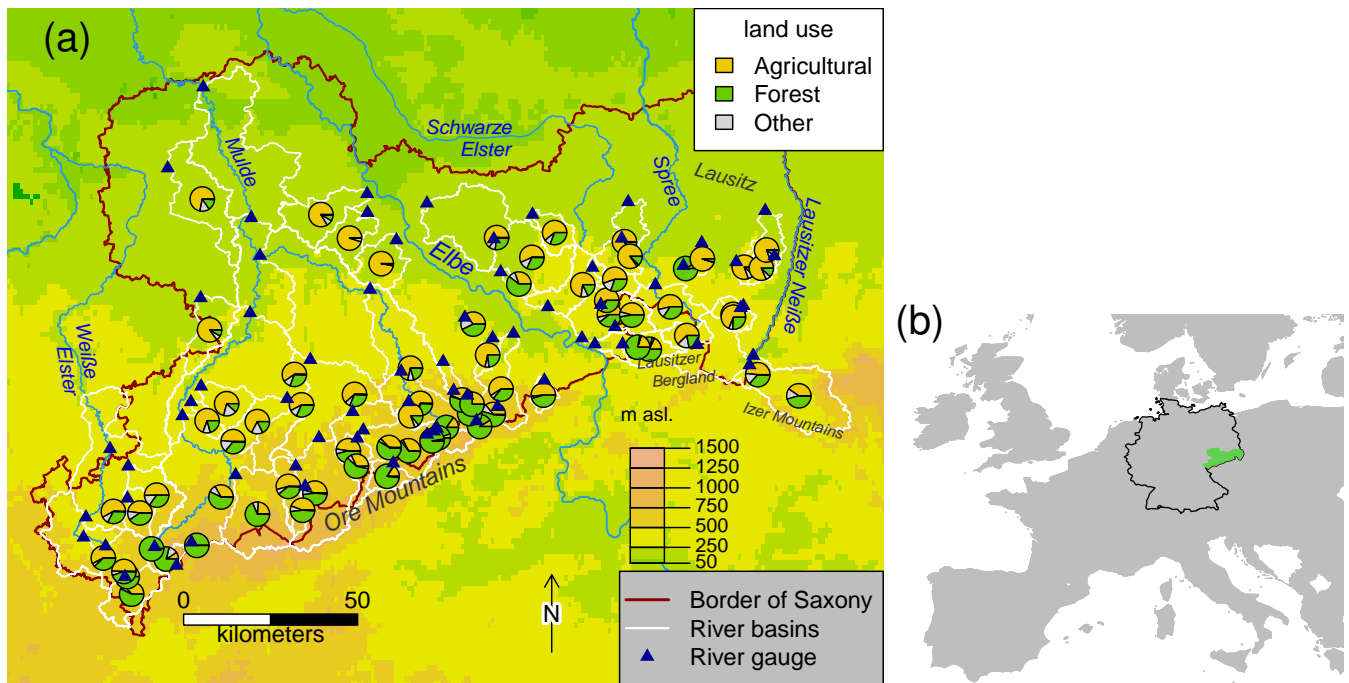 (a)
land use
Agricultural
Forest
Other
Schwarze
Elster
Mulde
Spree
Lausitz
Lausitzer Neiße
Elbe
Weiße
Elster
Lausitzer
Bergland
Izer Mountains
Ore Mountains
m asl.
1500
1250
1000
750
500
250
50
0
50
kilometers
N
Border of Saxony
River basins
River gauge
(b)